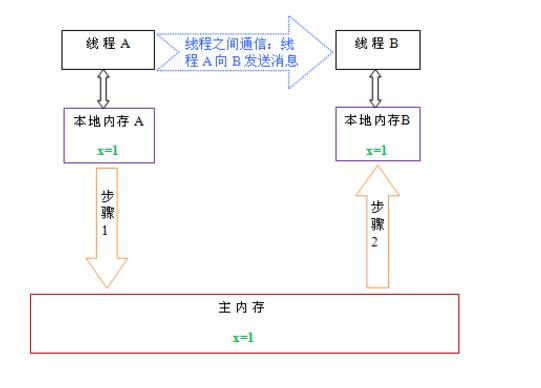 线程 A
线程之间通信：线
程 A 向 B 发送消息
线程 B
本地内存 A
x=1
本地内存B
x=1
步
骤
1
步
骤
2
主内存
x=1